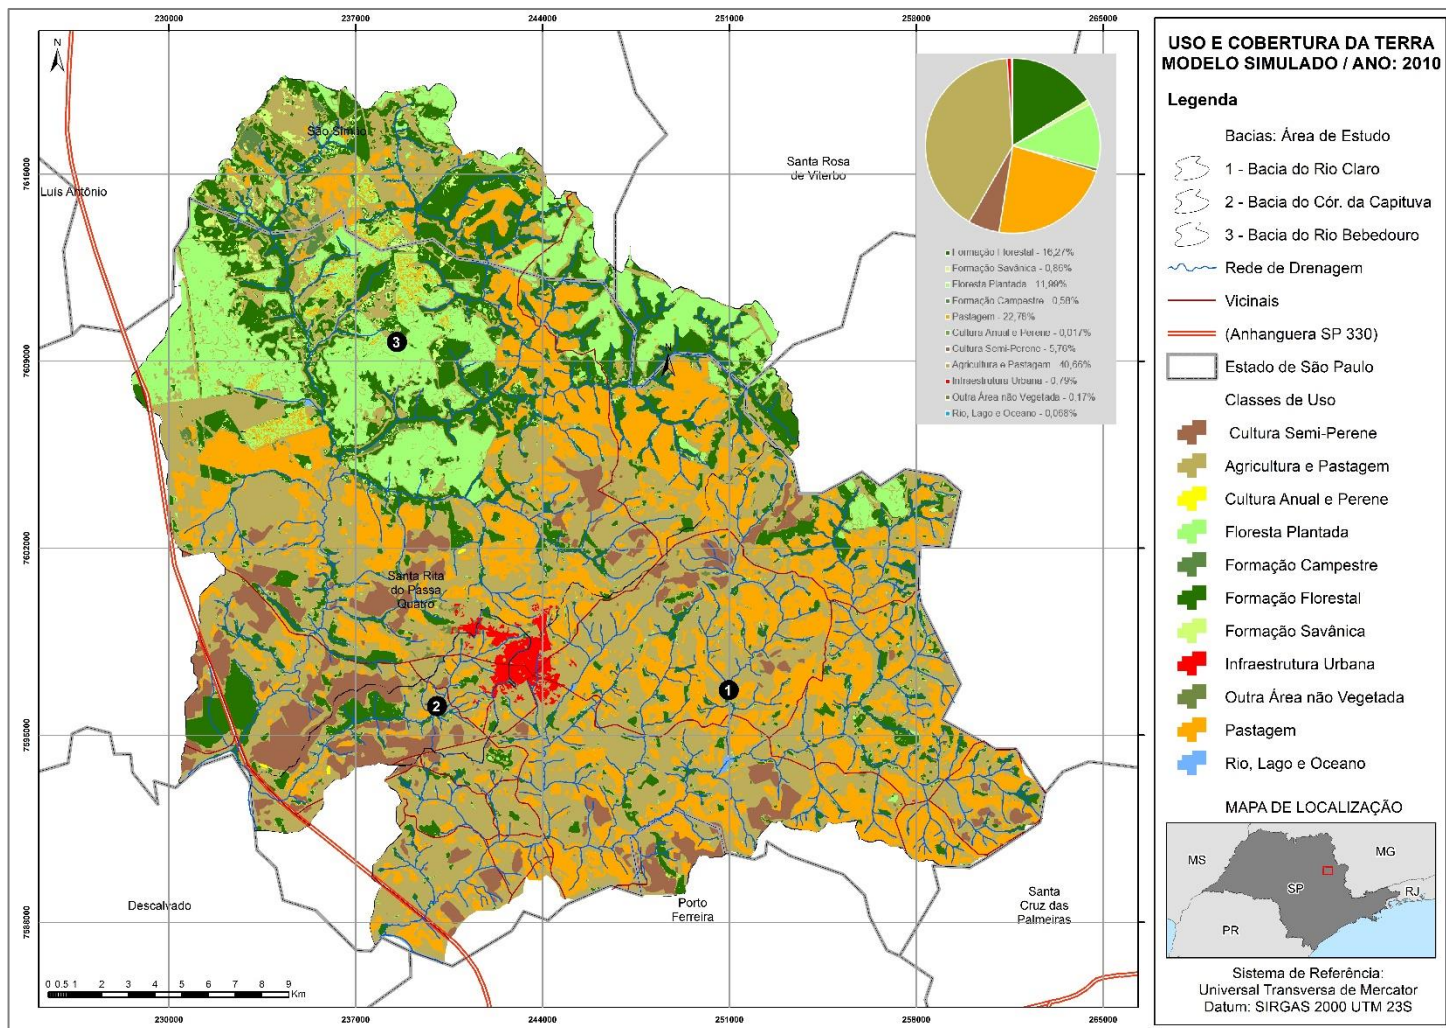 230000
237000
244000
251000
258000
265000
N
São Simão
Luís Antônio
Santa Rosa
de Viterbo
7616000
7609000
7602000
7595000
7588000
3
N
Santa Rita
do Passa
Quatro
1
2
Descalvado
Porto
Ferreira
Santa
Cruz das
Palmeiras
0 0.5 1 2 3 4 5 6 7 8 9
Km
230000
237000
244000
251000
258000
265000
Formação Florestal - 16,27%
Formação Savânica - 0,86%
Floresta Plantada 11,99%
Formação Campestre - 0,58%
Pastagem - 22,78%
Cultura Anual e Perene - 0,017%
Cultura Semi-Perene - 5,76%
Agricultura e Pastagem - 40,66%
Infraestrutura Urbana - 0,79%
Outra Área não Vegetada - 0,17%
Rio, Lago e Oceano - 0,068%
USO E COBERTURA DA TERRA
MODELO SIMULADO / ANO: 2010
Legenda
Bacias: Área de Estudo
1 - Bacia do Rio Claro
2 - Bacia do Cór. da Capituva
3 - Bacia do Rio Bebedouro
Rede de Drenagem
Vicinais
(Anhanguera SP 330)
Estado de São Paulo
Classes de Uso
Cultura Semi-Perene
Agricultura e Pastagem
Cultura Anual e Perene
Floresta Plantada
Formação Campestre
Formação Florestal
Formação Savânica
Infraestrutura Urbana
Outra Área não Vegetada
Pastagem
Rio, Lago e Oceano
MAPA DE LOCALIZAÇÃO
MS
MG
SP
RJ
PR
Sistema de Referência:
Universal Transversa de Mercator
Datum: SIRGAS 2000 UTM 23S